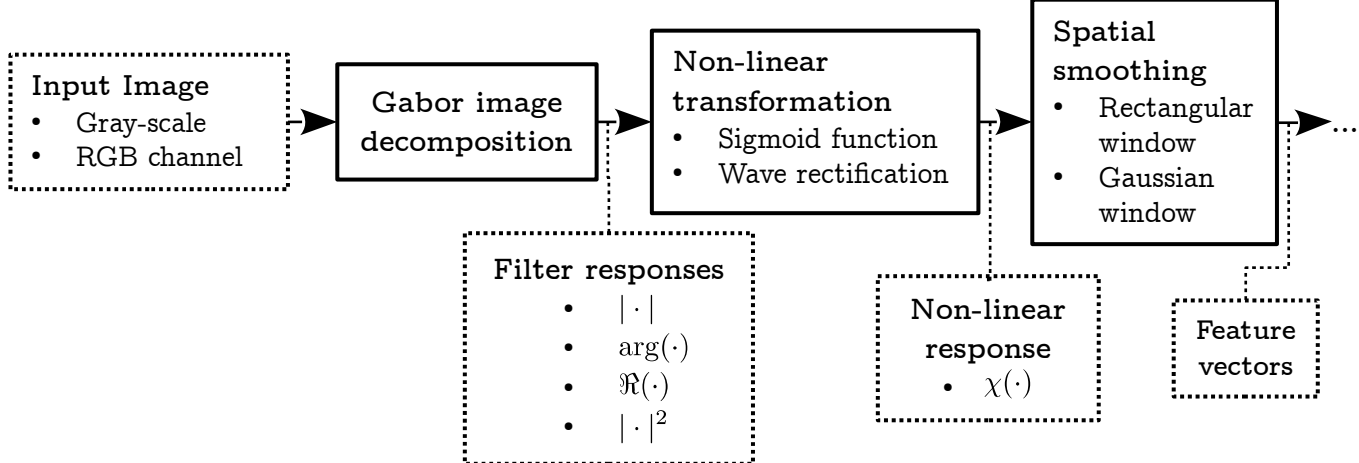 Input Image
• Gray-scale
• RGB channel
Gabor image
decomposition
Non-linear
transformation
• Sigmoid function
• Wave rectification
Spatial
smoothing
• Rectangular
window
• Gaussian
window
...
Filter responses
• | · |
• arg(·)
• ℜ(·)
• | · |²
Non-linear
response
• χ(·)
Feature
vectors